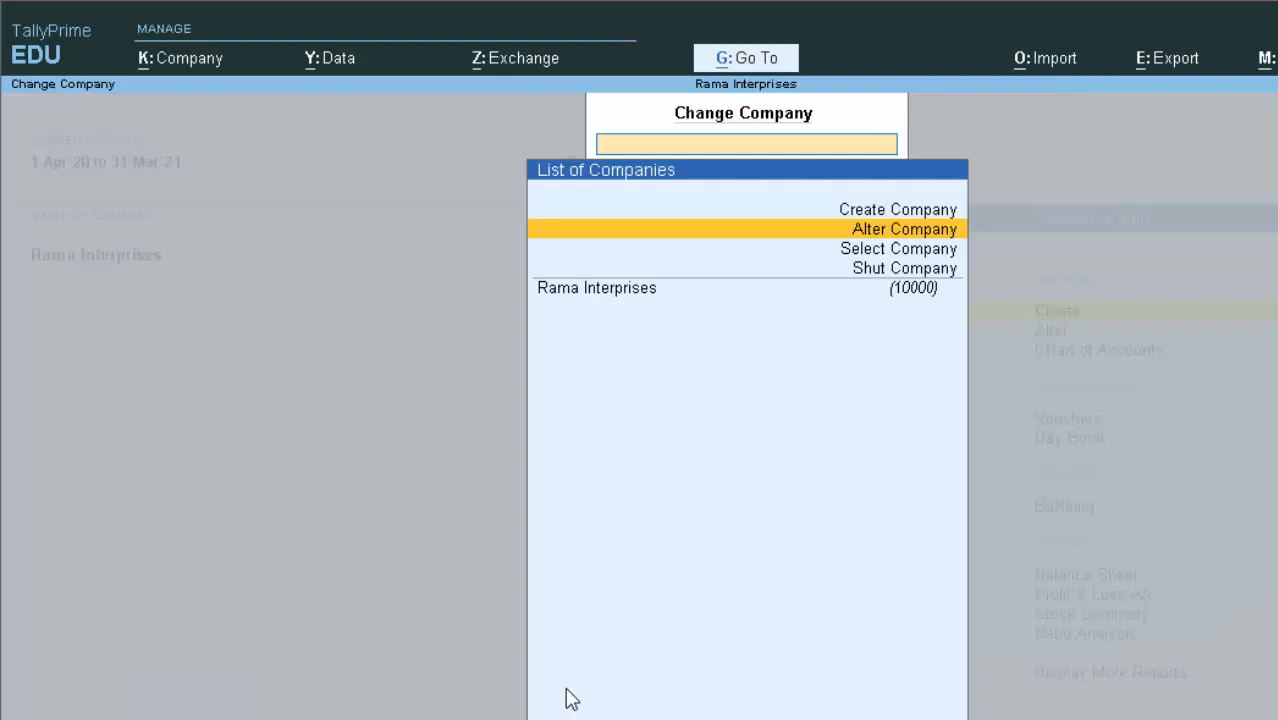 TallyPrime
EDU
MANAGE
K: Company
Y: Data
Z: Exchange
G: Go To
O: Import
E: Export
M:
Change Company
Rama Interprises
Change Company
1 Apr-20 to 31 Mar-21
Rama Interprises
List of Companies
Create Company
Alter Company
Select Company
Shut Company
Rama Interprises (10000)
Create
Alter
Chart of Accounts
Vouchers
Day Book
Banking
Balance Sheet
Profit & Loss A/c
Stock Summary
Ratio Analysis
Display More Reports